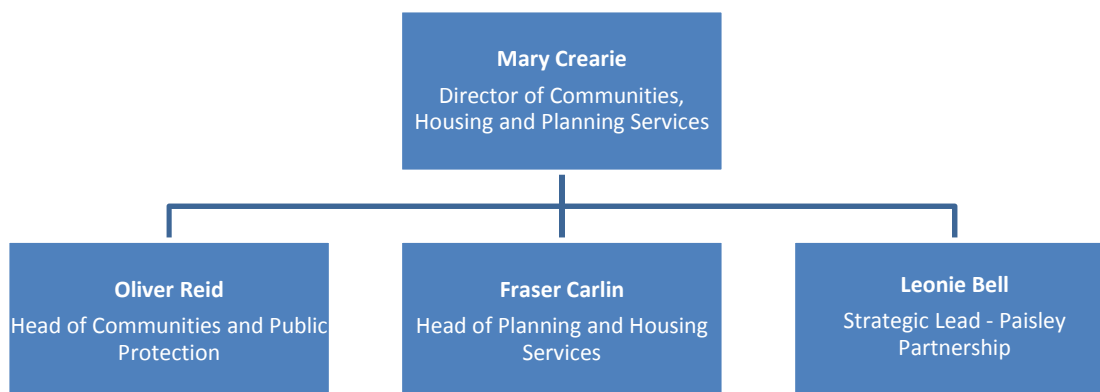 Mary Crearie
Director of Communities,
Housing and Planning Services
Oliver Reid
Head of Communities and Public
Protection
Fraser Carlin
Head of Planning and Housing
Services
Leonie Bell
Strategic Lead - Paisley
Partnership